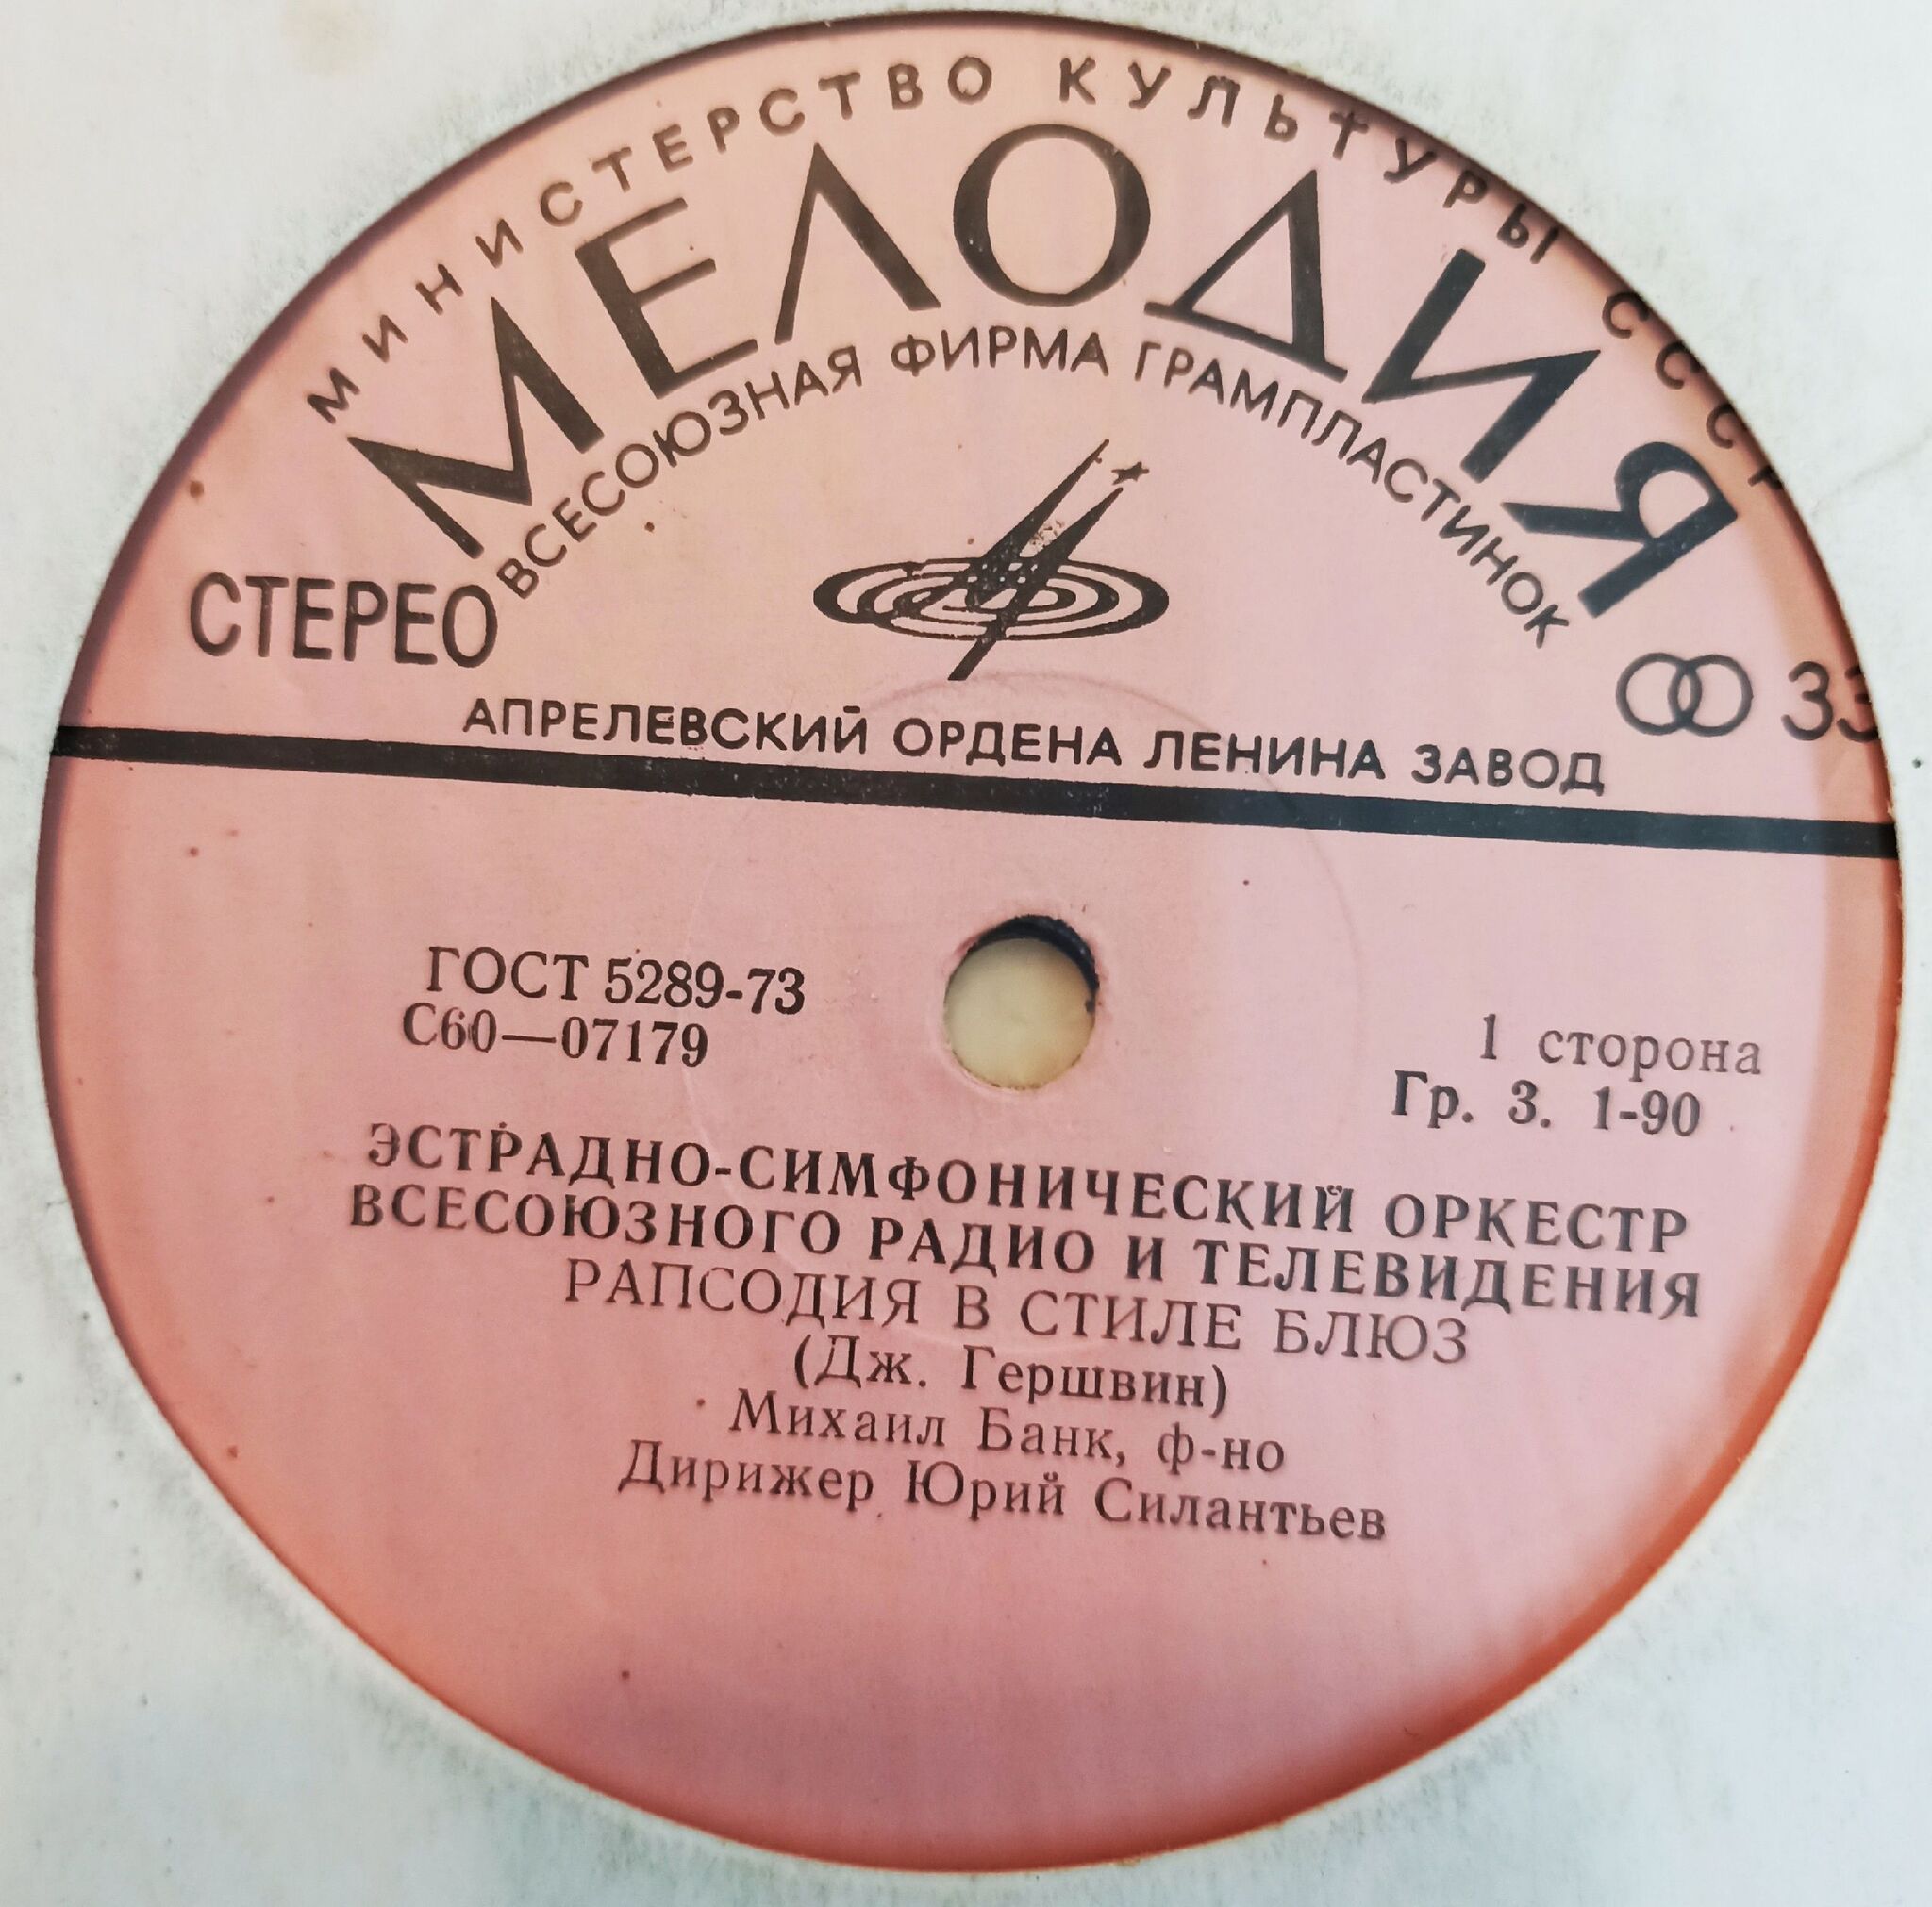 МИНИСТЕРСТВО КУЛЬТУРЫ СССР
МЕЛОДИЯ
ВСЕСОЮЗНАЯ ФИРМА ГРАМПЛАСТИНОК
СТЕРЕО
33
АПРЕЛЕВСКИЙ ОРДЕНА ЛЕНИНА ЗАВОД
ГОСТ 5289-73
С60—07179
1 сторона
Гр. 3. 1-90
ЭСТРАДНО-СИМФОНИЧЕСКИЙ ОРКЕСТР
ВСЕСОЮЗНОГО РАДИО И ТЕЛЕВИДЕНИЯ
РАПСОДИЯ В СТИЛЕ БЛЮЗ
(Дж. Гершвин)
Михаил Банк, ф-но
Дирижер Юрий Силантьев